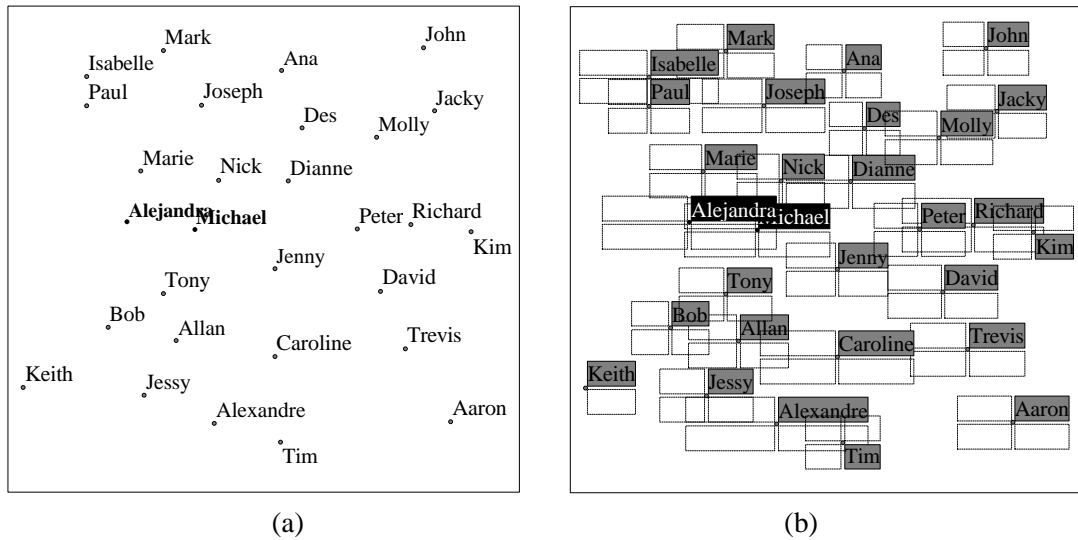 Mark
John
Isabelle
Ana
Paul
Joseph
Jacky
Des
Molly
Marie
Nick
Dianne
Alejandra
Michael
Peter
Richard
Kim
Jenny
Tony
David
Bob
Allan
Trevis
Caroline
Keith
Jessy
Alexandre
Aaron
Tim
(a)
Mark
John
Isabelle
Ana
Paul
Joseph
Jacky
Des
Molly
Marie
Nick
Dianne
Alejandra
Michael
Peter
Richard
Kim
Jenny
Tony
David
Bob
Allan
Trevis
Caroline
Keith
Jessy
Alexandre
Aaron
Tim
(b)